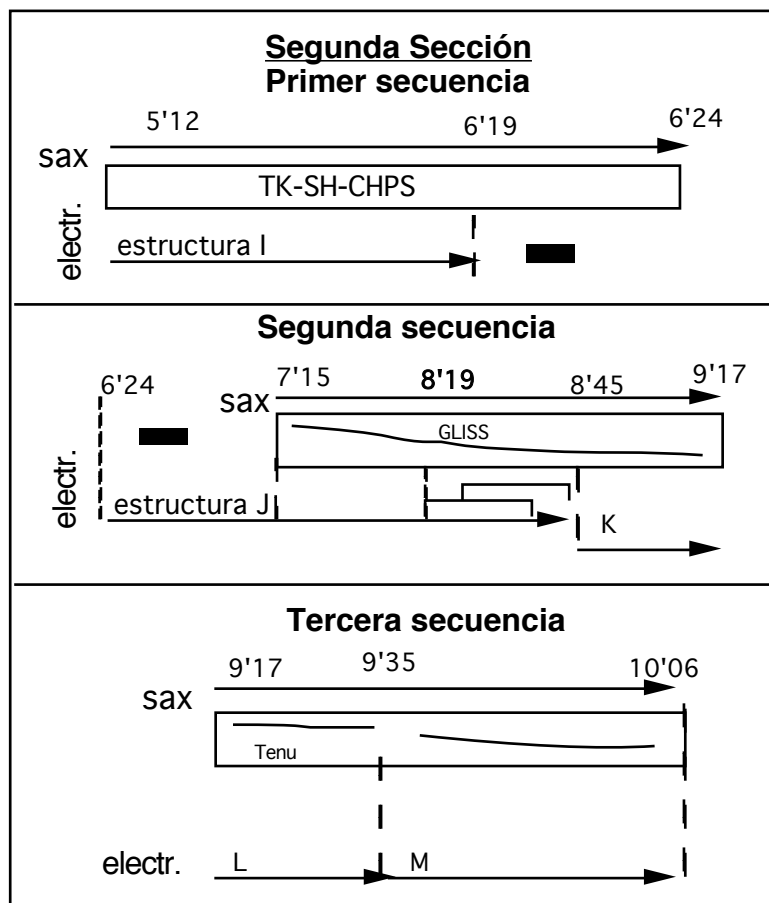 Segunda Sección
Primer secuencia
5'12 6'19 6'24
sax
TK-SH-CHPS
electr.
estructura I
Segunda secuencia
6'24 7'15 8'19 8'45 9'17
sax
GLISS
electr.
estructura J
K
Tercera secuencia
9'17 9'35 10'06
sax
Tenu
electr. L M